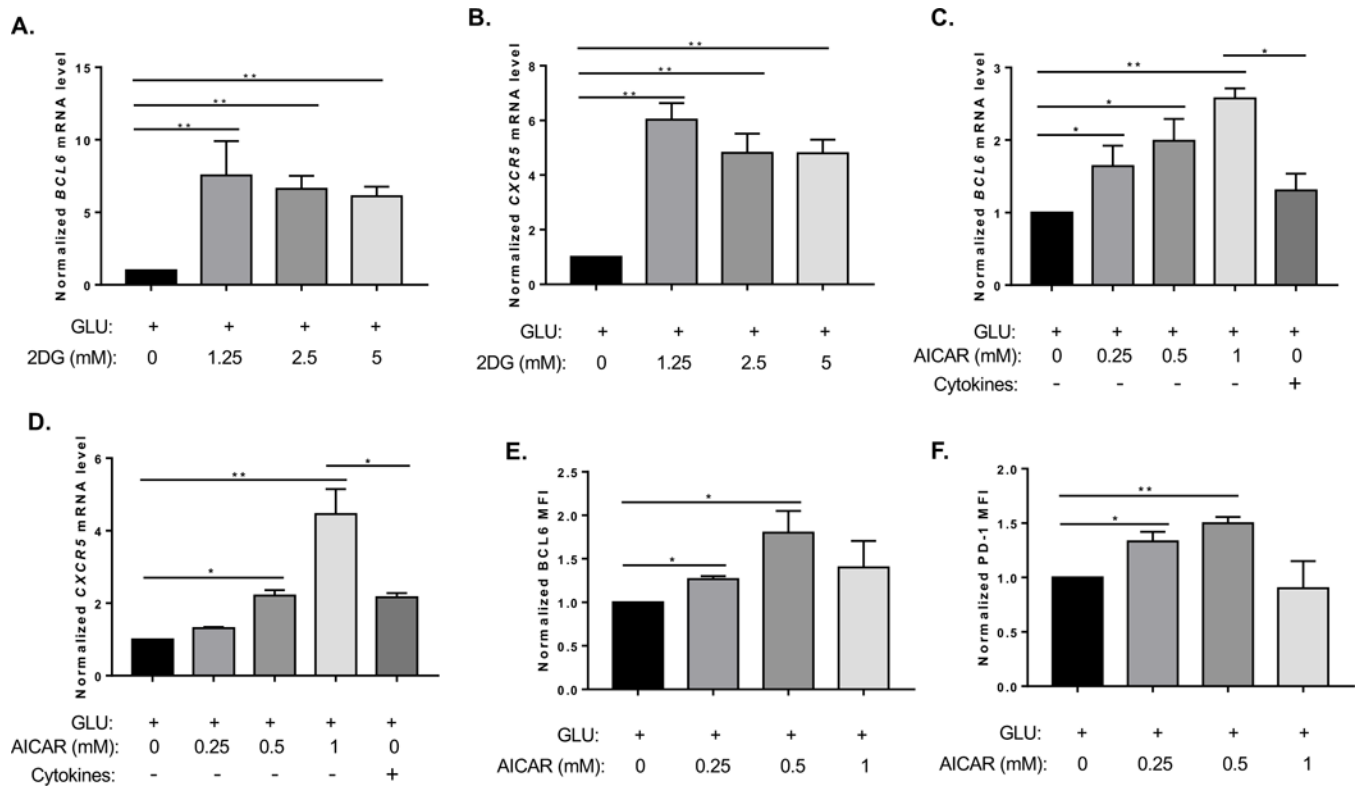 A.
Normalized BCL6 mRNA level
15
10
5
0
**
**
**
GLU: + + + +
2DG (mM): 0 1.25 2.5 5
B.
Normalized CXCR5 mRNA level
8
6
4
2
0
**
**
**
GLU: + + + +
2DG (mM): 0 1.25 2.5 5
C.
Normalized BCL6 mRNA level
3
2
1
0
*
**
*
*
GLU: + + + + +
AICAR (mM): 0 0.25 0.5 1 0
Cytokines: - - - - +
D.
Normalized CXCR5 mRNA level
6
4
2
0
*
**
*
GLU: + + + + +
AICAR (mM): 0 0.25 0.5 1 0
Cytokines: - - - - +
E.
Normalized BCL6 MFI
2.5
2.0
1.5
1.0
0.5
0.0
*
*
GLU: + + + +
AICAR (mM): 0 0.25 0.5 1
F.
Normalized PD-1 MFI
2.0
1.5
1.0
0.5
0.0
**
*
GLU: + + + +
AICAR (mM): 0 0.25 0.5 1